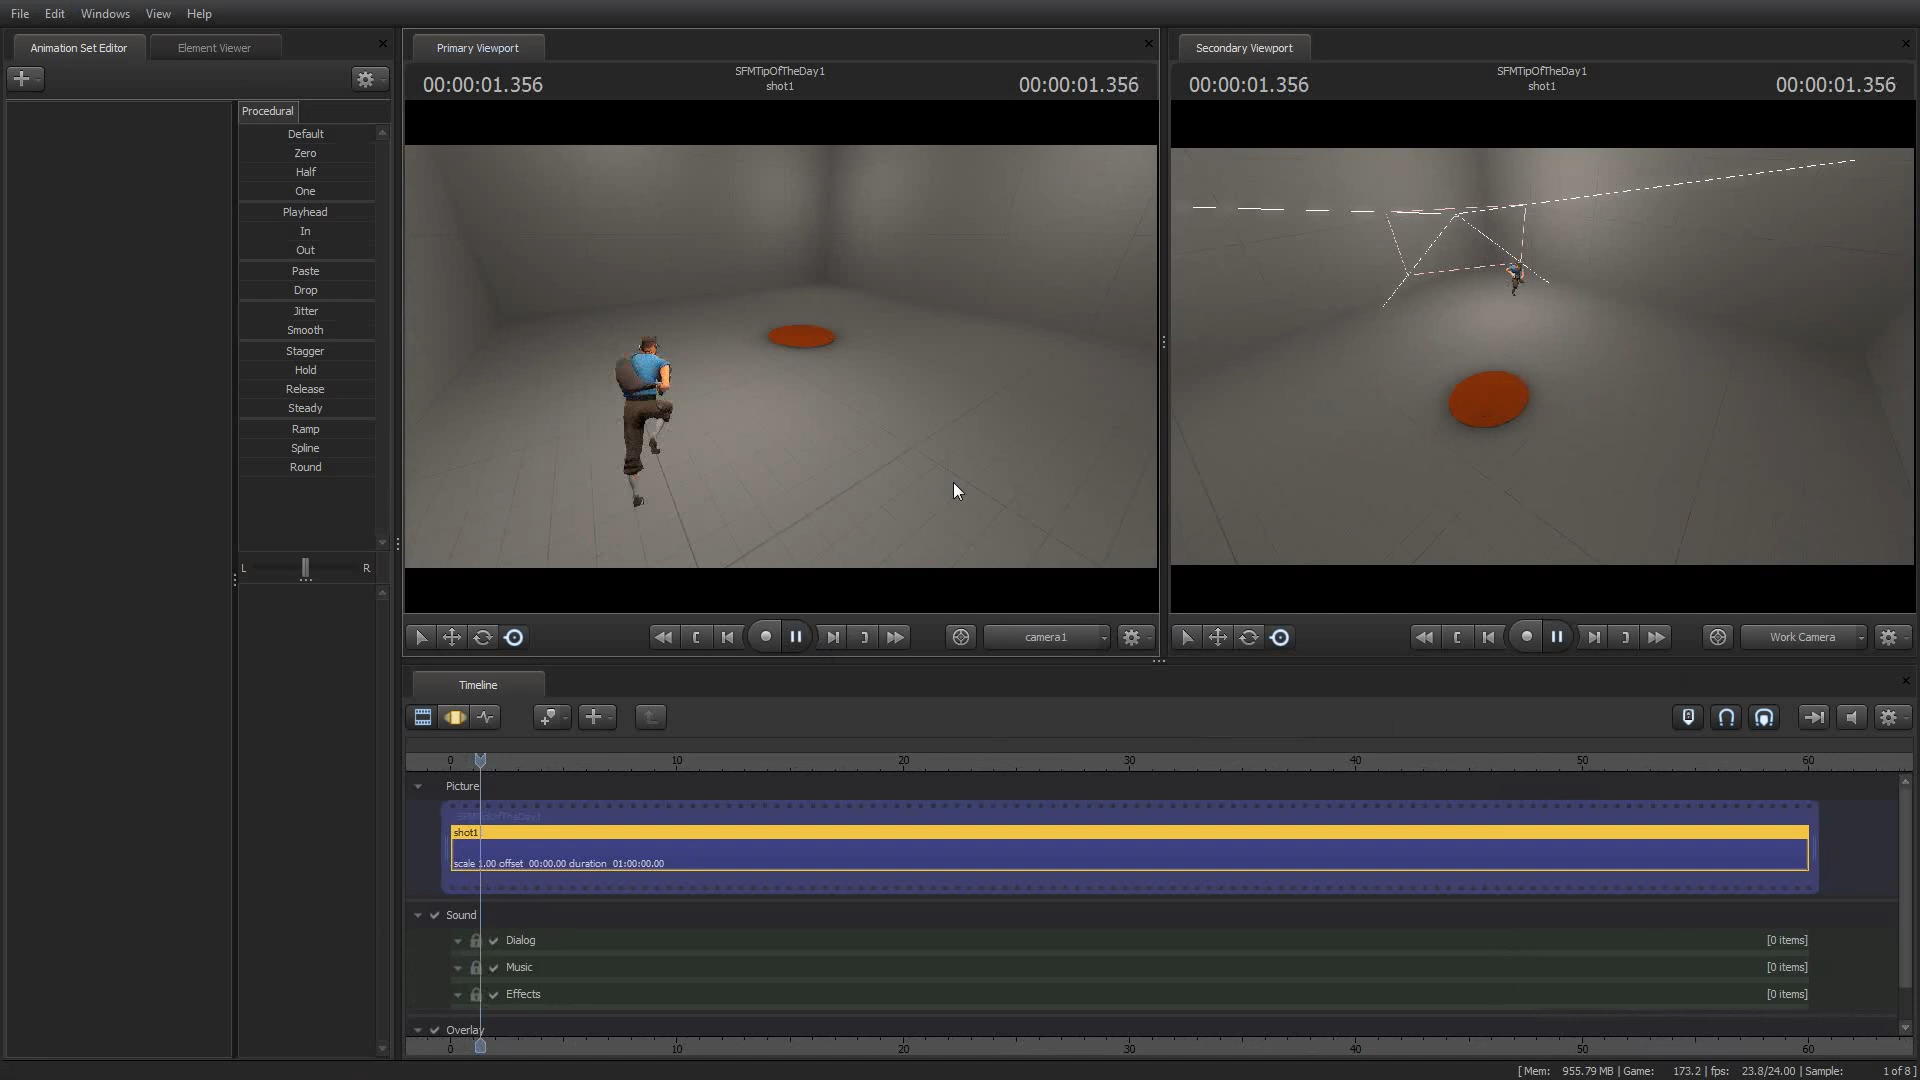 File Edit Windows View Help
Animation Set Editor Element Viewer
Procedural
Default
Zero
Half
One
Playhead
In
Out
Paste
Drop
Jitter
Smooth
Stagger
Hold
Release
Steady
Ramp
Spline
Round
L R
Primary Viewport
00:00:01.356 SFMTipOfTheDay1 00:00:01.356
shot1
camera1
Secondary Viewport
00:00:01.356 SFMTipOfTheDay1 00:00:01.356
shot1
Work Camera
Timeline
0 10 20 30 40 50 60
Picture
SFMTipOfTheDay1
shot1
scale 1.00 offset 00:00.00 duration 01:00:00.00
Sound
Dialog [0 items]
Music [0 items]
Effects [0 items]
Overlay
0 10 20 30 40 50 60
[ Mem: 955.79 MB | Game: 173.2 | fps: 23.8/24.00 | Sample: 1 of 8 ]